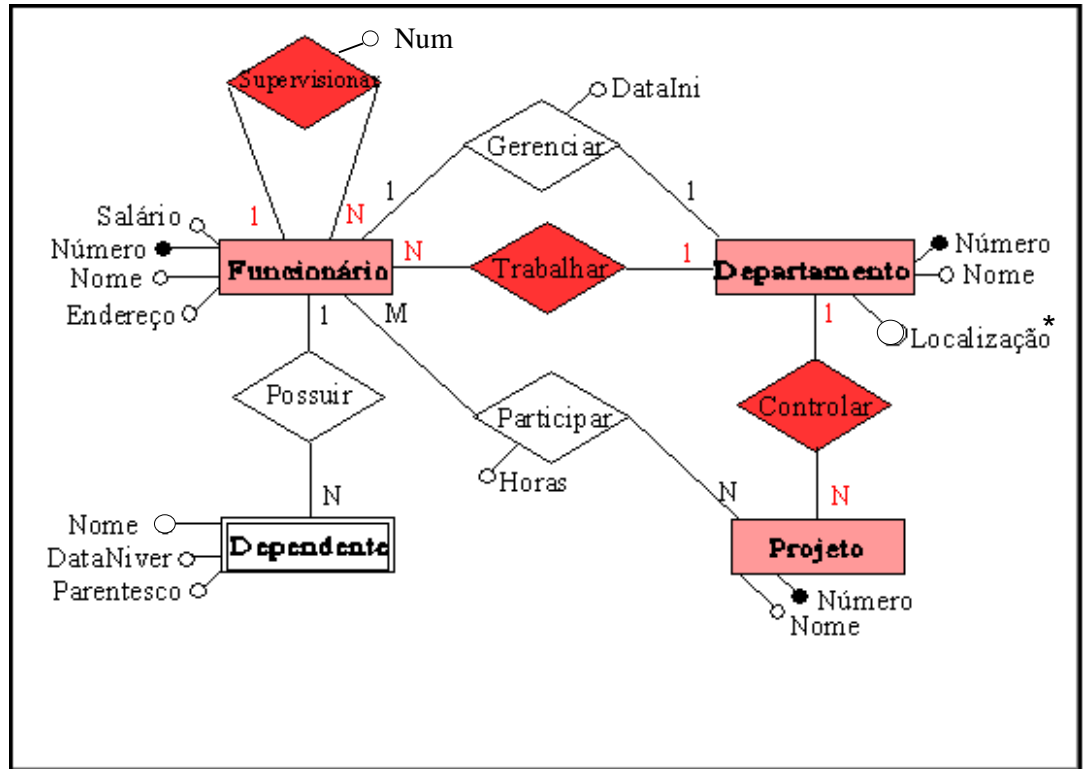 Num
Supervisionar
DataIni
Gerenciar
1
1
Salário
1
N
Número
Nome
Endereço
Funcionário
N
Trabalhar
1
Departamento
Número
Nome
Localização*
1
M
1
Possuir
Participar
Controlar
Horas
N
N
N
Nome
DataNiver
Parentesco
Dependente
Projeto
Número
Nome